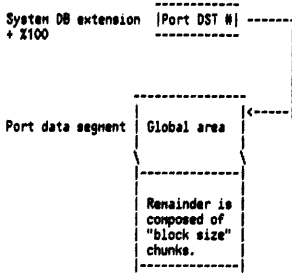 System DB extension |Port DST #|
+ %100
Port data segment | Global area |
Remainder is
composed of
"block size"
chunks.